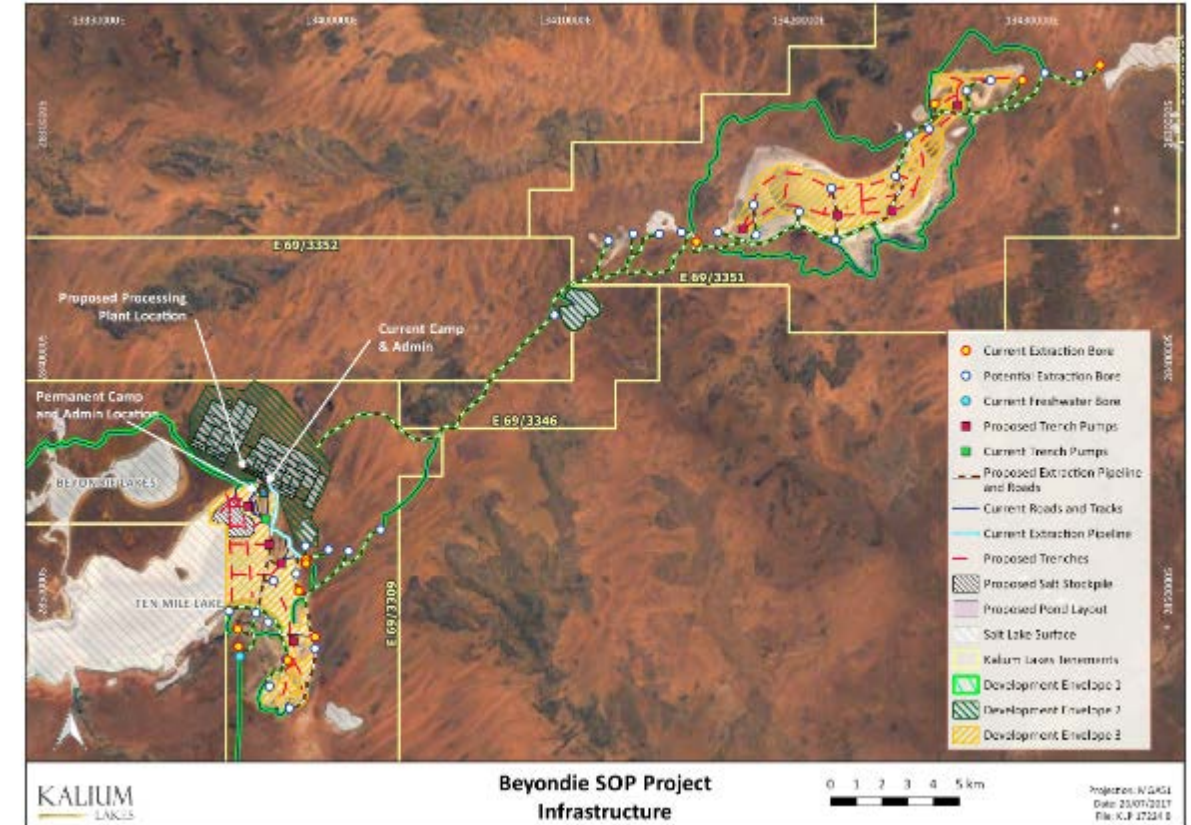 E 69/3352
E 69/3351
Proposed Processing
Plant Location
Current Camp
& Admin
Permanent Camp
and Admin Location
E 69/3346
BEYONDIE LAKES
TEN MILE LAKE
E 69/3309
Current Extraction Bore
Potential Extraction Bore
Current Freshwater Bore
Proposed Trench Pumps
Current Trench Pumps
Proposed Extraction Pipeline
and Roads
Current Roads and Tracks
Current Extraction Pipeline
Proposed Trenches
Proposed Salt Stockpile
Proposed Pond Layout
Salt Lake Surface
Kalium Lakes Tenements
Development Envelope 1
Development Envelope 2
Development Envelope 3
KALIUM
LAKES
Beyondie SOP Project
Infrastructure
0 1 2 3 4 5 km
Projection: MGA51